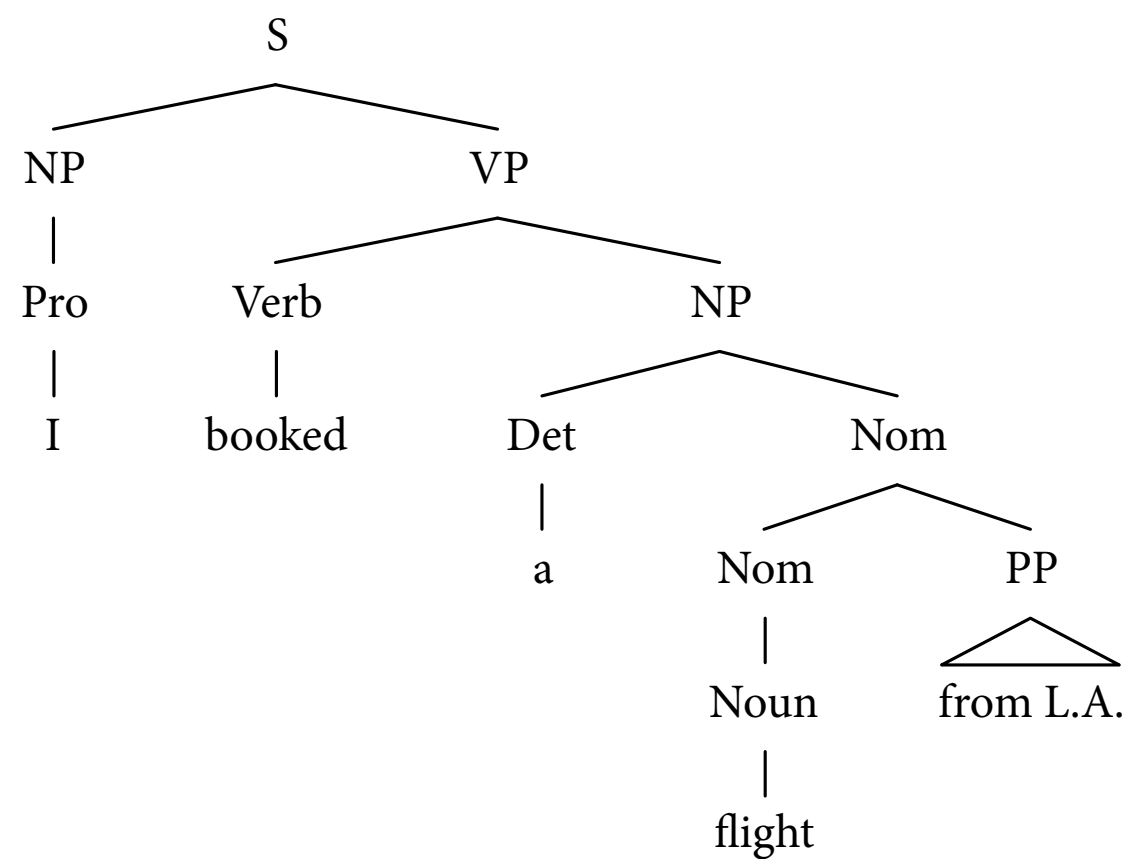 S
NP VP
Pro Verb NP
I booked Det Nom
a Nom PP
Noun from L.A.
flight